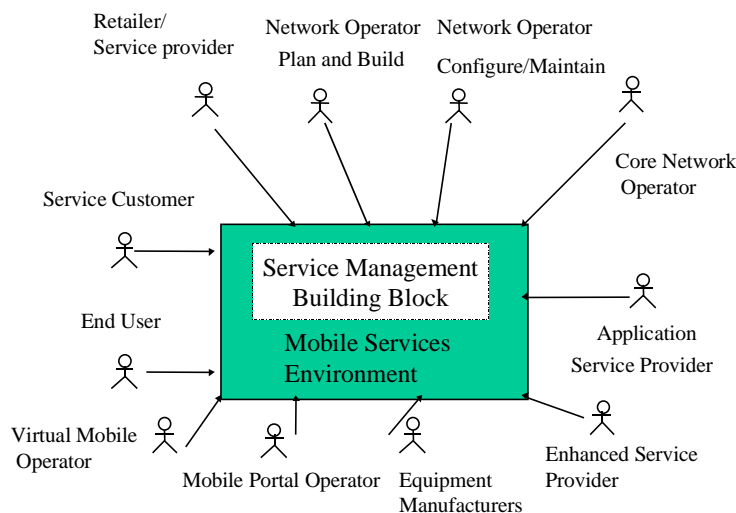 Retailer/
Service provider
Network Operator
Plan and Build
Network Operator
Configure/Maintain
Core Network
Operator
Service Customer
Service Management
Building Block
End User
Mobile Services
Environment
Application
Service Provider
Virtual Mobile
Operator
Mobile Portal Operator
Equipment
Manufacturers
Enhanced Service
Provider